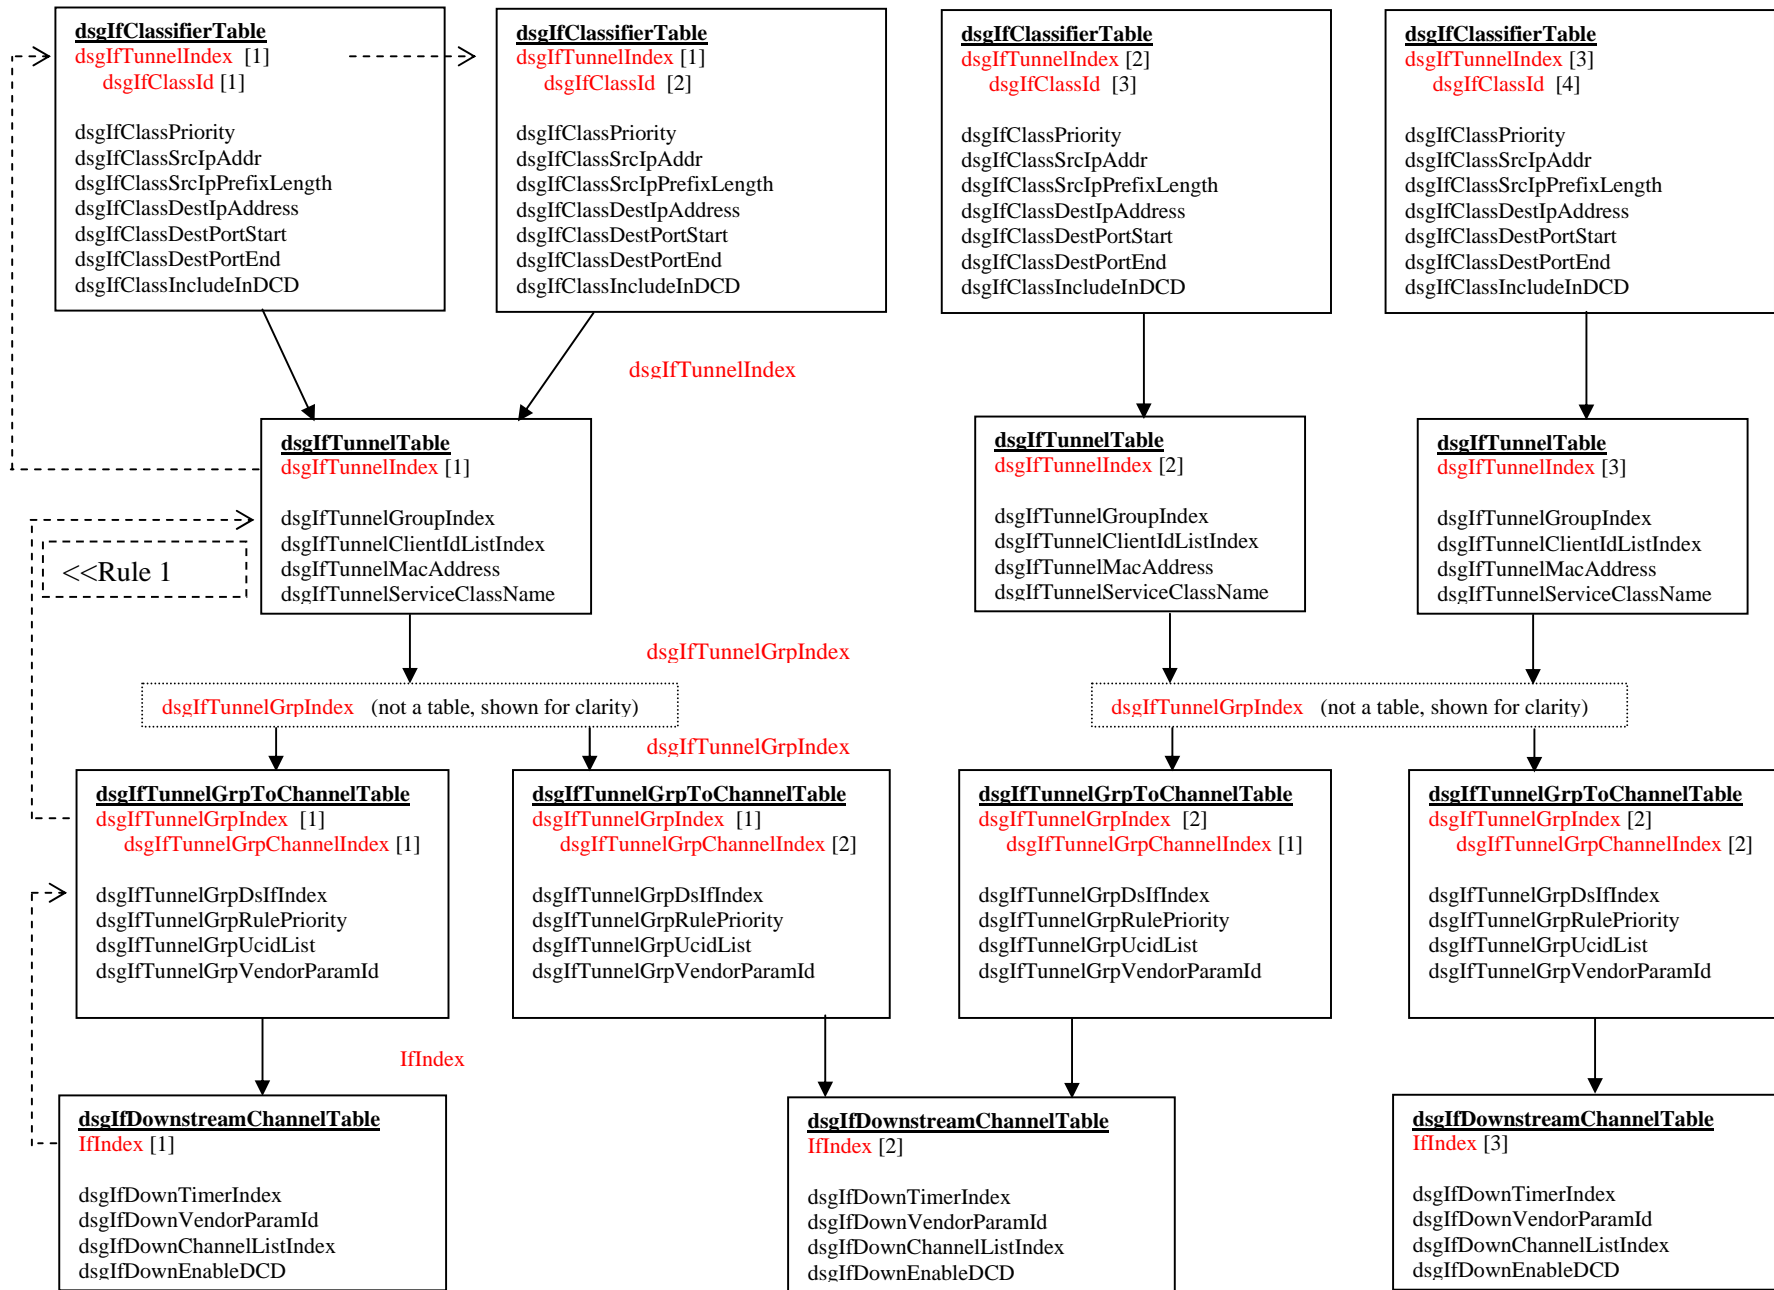 dsgIfClassifierTable
dsgIfTunnelIndex [1]
dsgIfClassId [1]
dsgIfClassPriority
dsgIfClassSrcIpAddr
dsgIfClassSrcIpPrefixLength
dsgIfClassDestIpAddress
dsgIfClassDestPortStart
dsgIfClassDestPortEnd
dsgIfClassIncludeInDCD
dsgIfClassifierTable
dsgIfTunnelIndex [1]
dsgIfClassId [2]
dsgIfClassPriority
dsgIfClassSrcIpAddr
dsgIfClassSrcIpPrefixLength
dsgIfClassDestIpAddress
dsgIfClassDestPortStart
dsgIfClassDestPortEnd
dsgIfClassIncludeInDCD
dsgIfClassifierTable
dsgIfTunnelIndex [2]
dsgIfClassId [3]
dsgIfClassPriority
dsgIfClassSrcIpAddr
dsgIfClassSrcIpPrefixLength
dsgIfClassDestIpAddress
dsgIfClassDestPortStart
dsgIfClassDestPortEnd
dsgIfClassIncludeInDCD
dsgIfClassifierTable
dsgIfTunnelIndex [3]
dsgIfClassId [4]
dsgIfClassPriority
dsgIfClassSrcIpAddr
dsgIfClassSrcIpPrefixLength
dsgIfClassDestIpAddress
dsgIfClassDestPortStart
dsgIfClassDestPortEnd
dsgIfClassIncludeInDCD
dsgIfTunnelIndex
dsgIfTunnelTable
dsgIfTunnelIndex [1]
dsgIfTunnelGroupIndex
dsgIfTunnelClientIdListIndex
dsgIfTunnelMacAddress
dsgIfTunnelServiceClassName
dsgIfTunnelTable
dsgIfTunnelIndex [2]
dsgIfTunnelGroupIndex
dsgIfTunnelClientIdListIndex
dsgIfTunnelMacAddress
dsgIfTunnelServiceClassName
dsgIfTunnelTable
dsgIfTunnelIndex [3]
dsgIfTunnelGroupIndex
dsgIfTunnelClientIdListIndex
dsgIfTunnelMacAddress
dsgIfTunnelServiceClassName
<<Rule 1
dsgIfTunnelGrpIndex
dsgIfTunnelGrpIndex (not a table, shown for clarity)
dsgIfTunnelGrpIndex (not a table, shown for clarity)
dsgIfTunnelGrpIndex
dsgIfTunnelGrpToChannelTable
dsgIfTunnelGrpIndex [1]
dsgIfTunnelGrpChannelIndex [1]
dsgIfTunnelGrpDsIfIndex
dsgIfTunnelGrpRulePriority
dsgIfTunnelGrpUcidList
dsgIfTunnelGrpVendorParamId
dsgIfTunnelGrpToChannelTable
dsgIfTunnelGrpIndex [1]
dsgIfTunnelGrpChannelIndex [2]
dsgIfTunnelGrpDsIfIndex
dsgIfTunnelGrpRulePriority
dsgIfTunnelGrpUcidList
dsgIfTunnelGrpVendorParamId
dsgIfTunnelGrpToChannelTable
dsgIfTunnelGrpIndex [2]
dsgIfTunnelGrpChannelIndex [1]
dsgIfTunnelGrpDsIfIndex
dsgIfTunnelGrpRulePriority
dsgIfTunnelGrpUcidList
dsgIfTunnelGrpVendorParamId
dsgIfTunnelGrpToChannelTable
dsgIfTunnelGrpIndex [2]
dsgIfTunnelGrpChannelIndex [2]
dsgIfTunnelGrpDsIfIndex
dsgIfTunnelGrpRulePriority
dsgIfTunnelGrpUcidList
dsgIfTunnelGrpVendorParamId
IfIndex
dsgIfDownstreamChannelTable
IfIndex [1]
dsgIfDownTimerIndex
dsgIfDownVendorParamId
dsgIfDownChannelListIndex
dsgIfDownEnableDCD
dsgIfDownstreamChannelTable
IfIndex [2]
dsgIfDownTimerIndex
dsgIfDownVendorParamId
dsgIfDownChannelListIndex
dsgIfDownEnableDCD
dsgIfDownstreamChannelTable
IfIndex [3]
dsgIfDownTimerIndex
dsgIfDownVendorParamId
dsgIfDownChannelListIndex
dsgIfDownEnableDCD